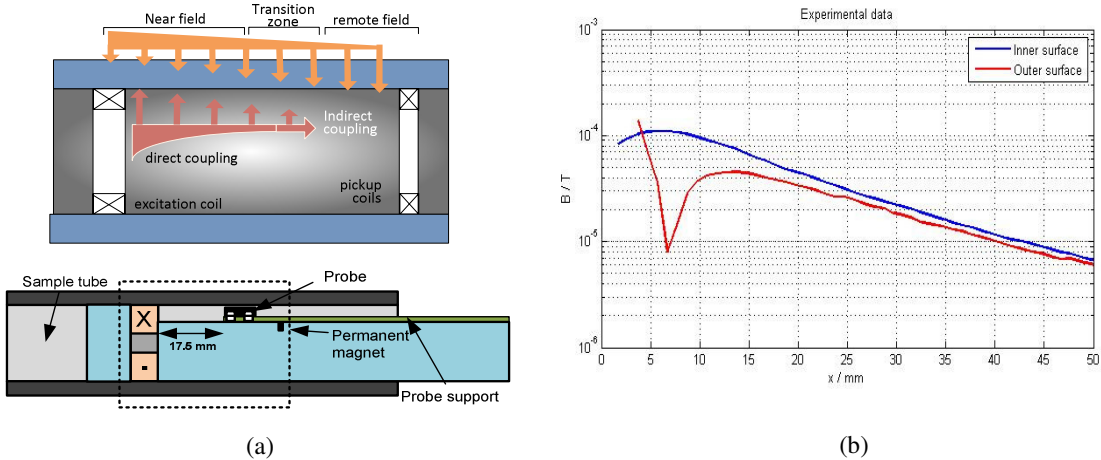 Near field
Transition
zone
remote field
Indirect
coupling
direct coupling
pickup
coils
excitation coil
Sample tube
Probe
X
17.5 mm
Permanent
magnet
Probe support
(a)
Experimental data
Inner surface
Outer surface
10-3
10-4
10-5
10-6
B / T
0 5 10 15 20 25 30 35 40 45 50
x / mm
(b)